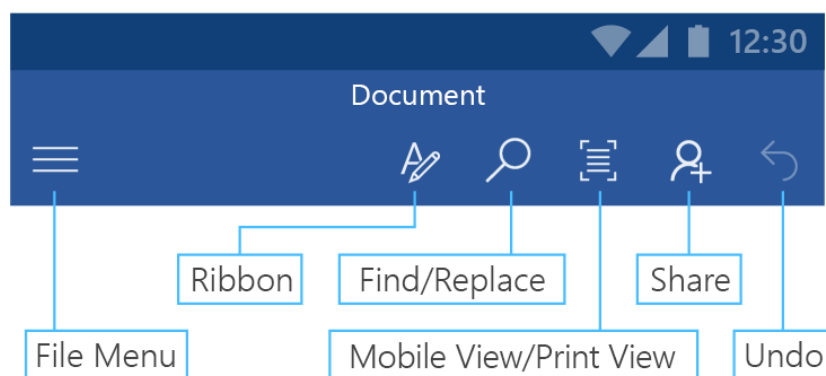 12:30
Document
Ribbon
Find/Replace
Share
File Menu
Mobile View/Print View
Undo